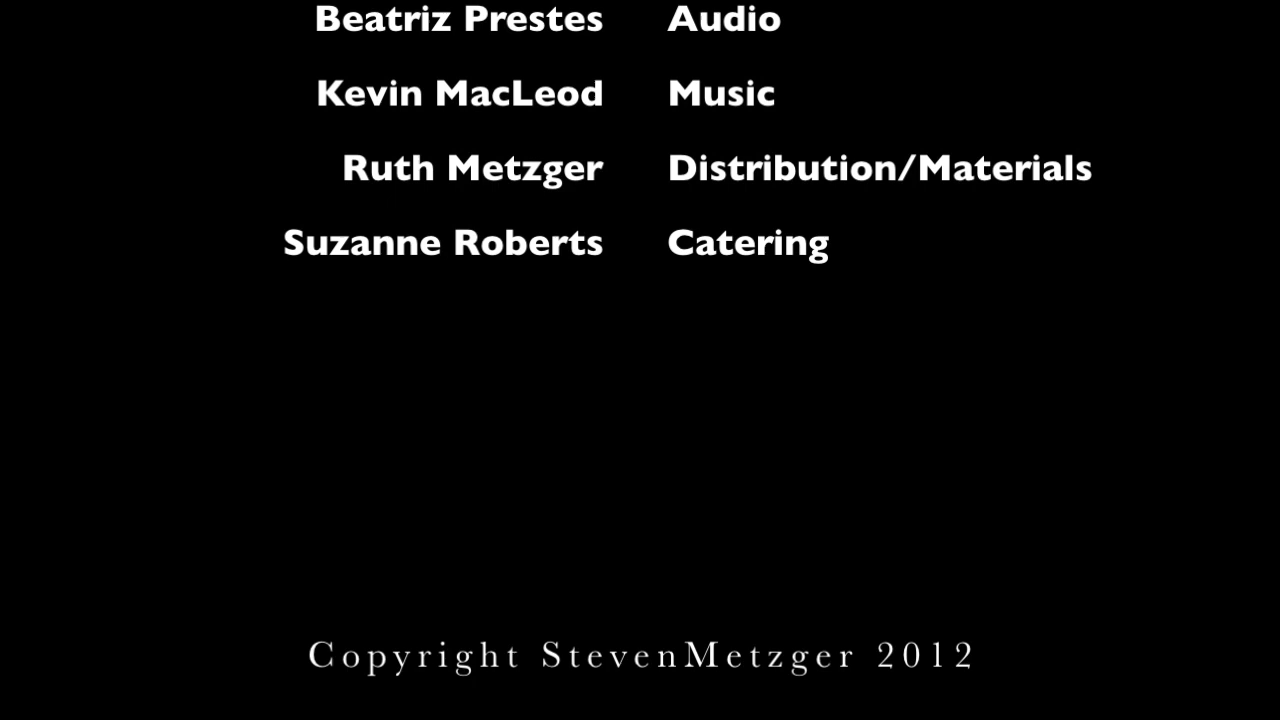 Beatriz Prestes Audio
Kevin MacLeod Music
Ruth Metzger Distribution/Materials
Suzanne Roberts Catering
Copyright StevenMetzger 2012